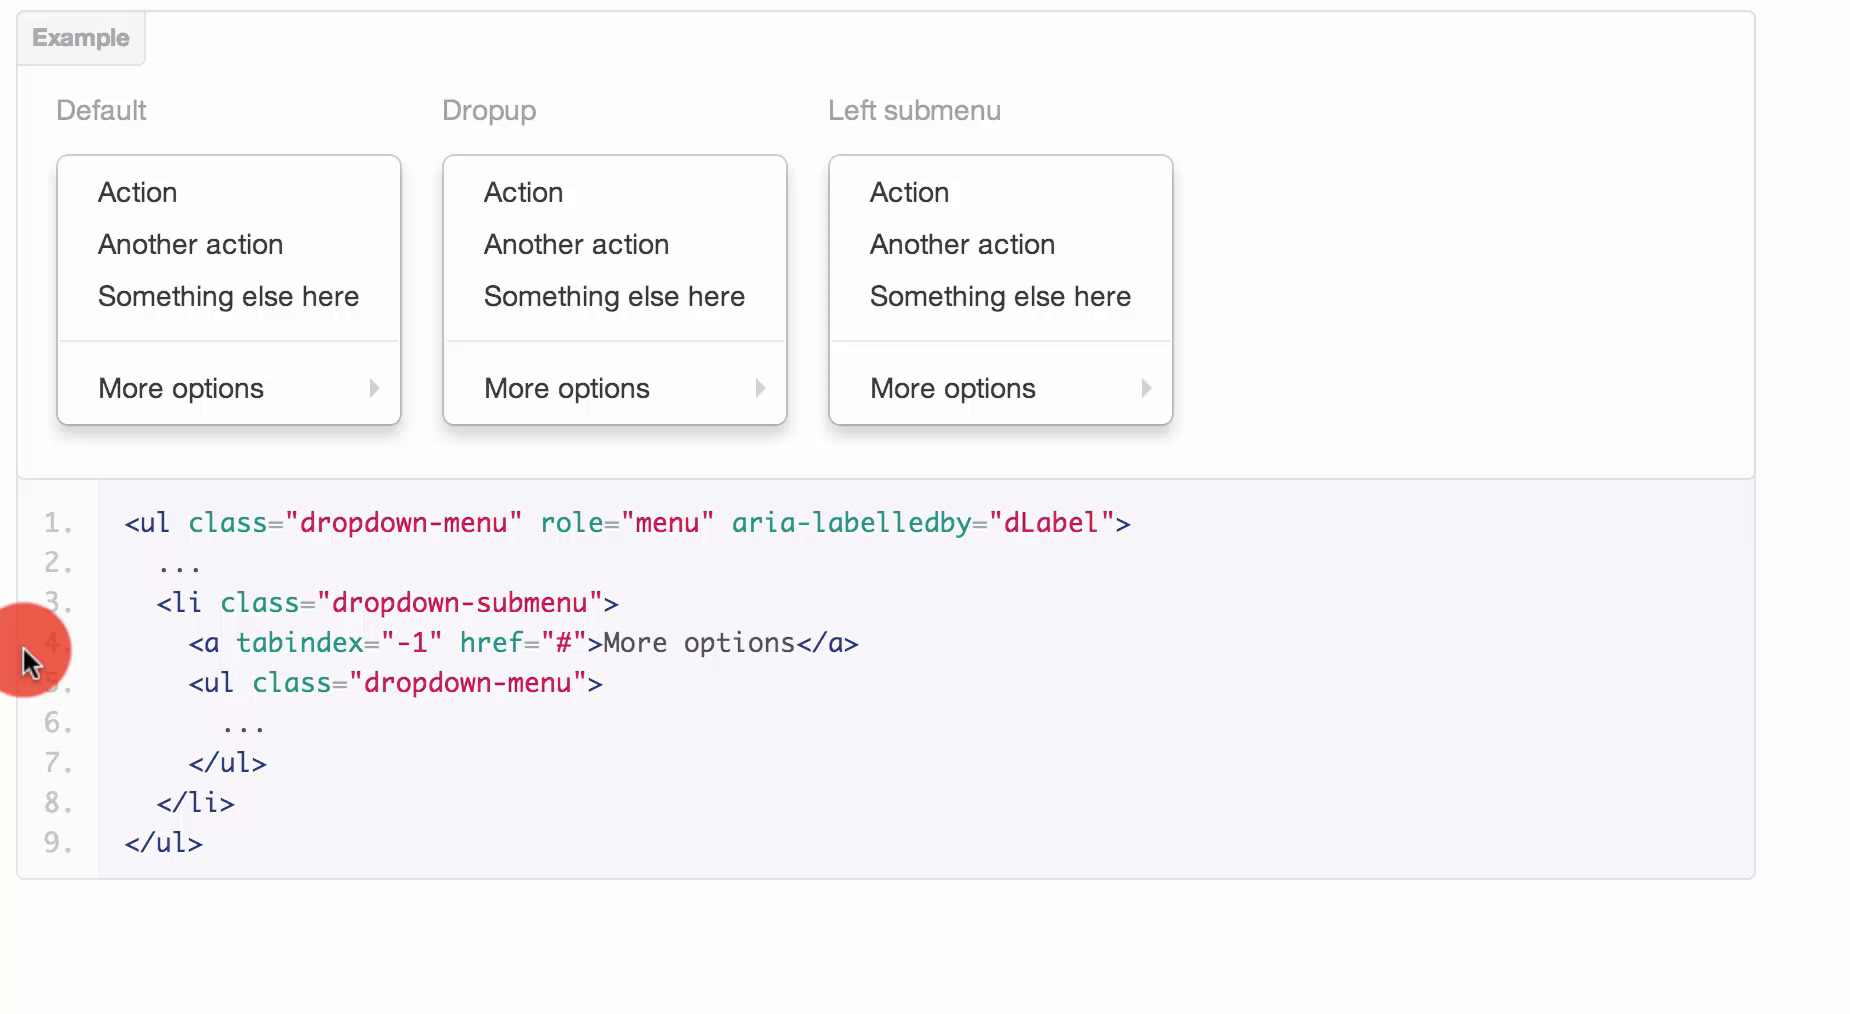 Example
Default
Dropup
Left submenu
Action
Another action
Something else here
More options
Action
Another action
Something else here
More options
Action
Another action
Something else here
More options
1. <ul class="dropdown-menu" role="menu" aria-labelledby="dLabel">
2.   ...
3.   <li class="dropdown-submenu">
4.     <a tabindex="-1" href="#">More options</a>
5.     <ul class="dropdown-menu">
6.       ...
7.     </ul>
8.   </li>
9. </ul>